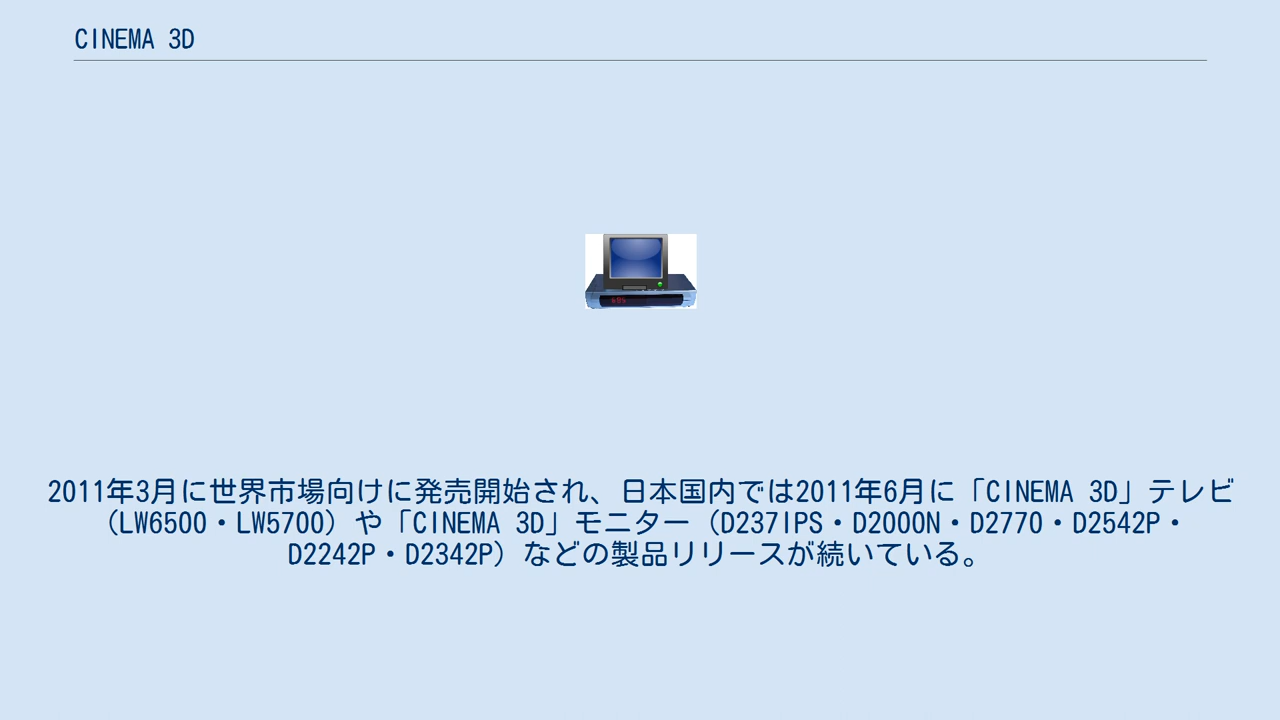 CINEMA 3D
685
2011年3月に世界市場向けに発売開始され、日本国内では2011年6月に「CINEMA 3D」テレビ
（LW6500・LW5700）や「CINEMA 3D」モニター（D237IPS・D2000N・D2770・D2542P・
D2242P・D2342P）などの製品リリースが続いている。